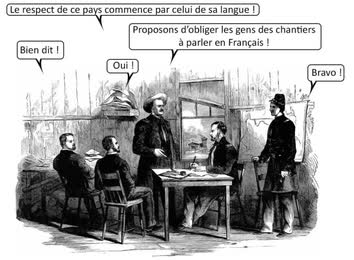 Le respect de ce pays commence par celui de sa langue !
Proposons d'obliger les gens des chantiers
à parler en Français !
Bien dit !
Oui !
Bravo !